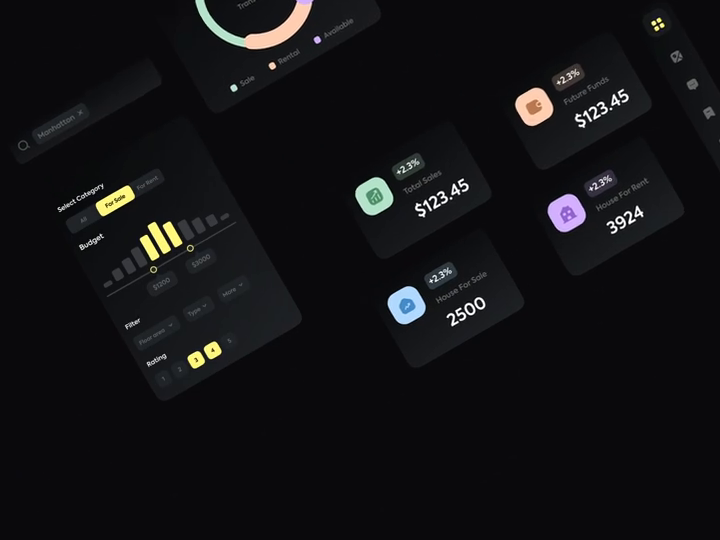 Sale
Rental
Available
Manhattan ×
Select Category
All
For Sale
For Rent
Budget
$1200
$3000
Filter
Floor area
Type
More
Rating
1
2
3
4
5
+2.3%
Total Sales
$123.45
+2.3%
Future Funds
$123.45
+2.3%
House For Sale
2500
+2.3%
House For Rent
3924